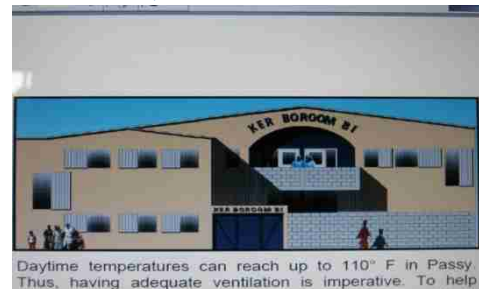 KER BOROOM BI
KER BOROOM BI
Daytime temperatures can reach up to 110° F in Passy.
Thus, having adequate ventilation is imperative. To help